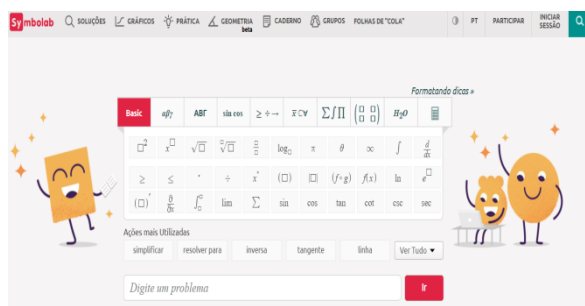 Symbolab SOLUÇÕES GRÁFICOS PRÁTICA GEOMETRIA beta CADERNO GRUPOS FOLHAS DE "COLA" PT PARTICIPAR INICIAR SESSÃO
Formatando dicas »
Basic αβγ ΑΒΓ sin cos ≥ ÷ → x̄ ℂ ∀ ∑ ∫ ∏ (□ □ □ □) H₂O
□² x^□ √□ ⁿ√□ □/□ log□ π θ ∞ ∫ d/dx
≥ ≤ · ÷ x° (□) |□| (f∘g) f(x) ln e^□
(□)′ ∂/∂x ∫ lim ∑ sin cos tan cot csc sec
Ações mais Utilizadas
simplificar resolver para inversa tangente linha Ver Tudo ▼
Digite um problema Ir